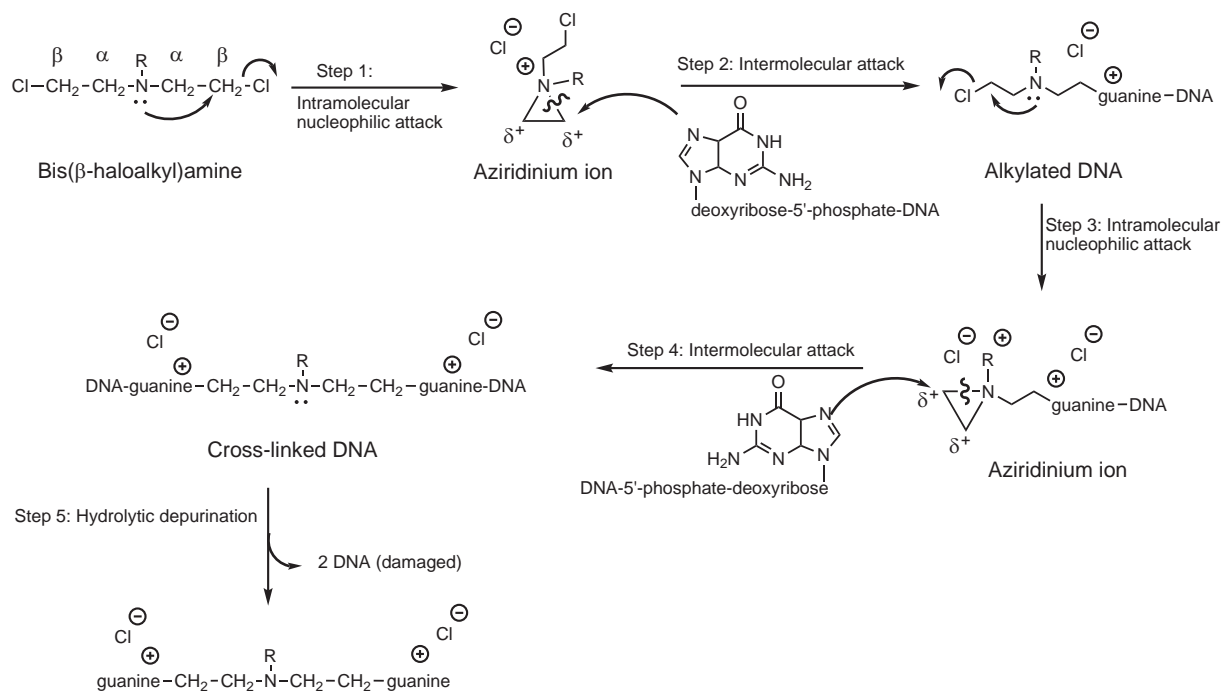 β α α β
R
Cl–CH₂–CH₂–N–CH₂–CH₂–Cl
Bis(β-haloalkyl)amine
Step 1:
Intramolecular
nucleophilic attack
Cl
Cl ⊖
⊕
N R
δ+ δ+
Aziridinium ion
Step 2: Intermolecular attack
O
N NH
N N NH₂
deoxyribose-5'-phosphate-DNA
Cl ⊖
R
Cl N ⊕
guanine–DNA
Alkylated DNA
Step 3: Intramolecular
nucleophilic attack
Cl ⊖ R ⊕ Cl ⊖
N ⊕
δ+ guanine–DNA
δ+
Aziridinium ion
Step 4: Intermolecular attack
O
HN N
H₂N N N
DNA-5'-phosphate-deoxyribose
Cl ⊖ Cl ⊖
⊕ R ⊕
DNA-guanine–CH₂–CH₂–N–CH₂–CH₂–guanine-DNA
Cross-linked DNA
Step 5: Hydrolytic depurination
2 DNA (damaged)
Cl ⊖ Cl ⊖
⊕ R ⊕
guanine–CH₂–CH₂–N–CH₂–CH₂–guanine